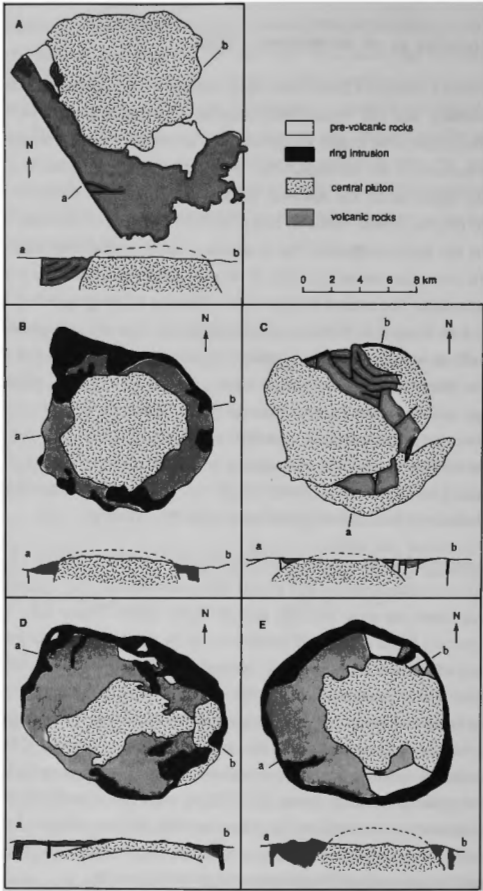 A
b
N
a
a
b
pre-volcanic rocks
ring intrusion
central pluton
volcanic rocks
0 2 4 6 8 km
B
N
b
a
a
b
C
b
N
a
a
b
D
N
a
b
a
b
E
N
b
a
a
b